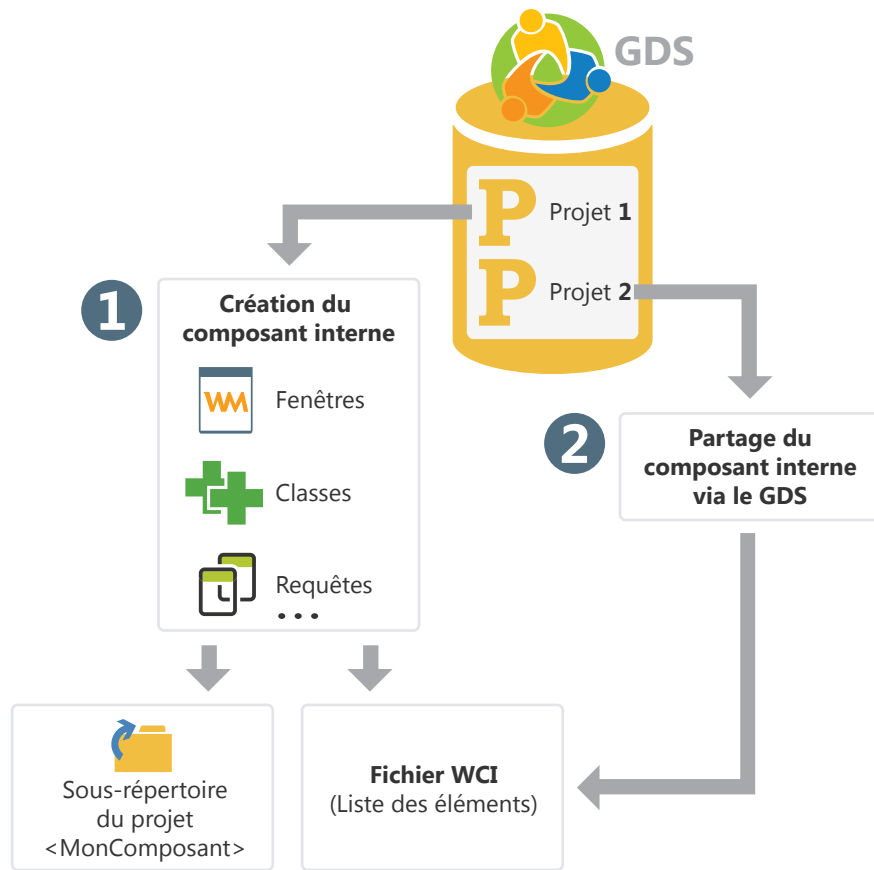 GDS
P Projet 1
P Projet 2
1
Création du
composant interne
WM
Fenêtres
Classes
Requêtes
...
2
Partage du
composant interne
via le GDS
Sous-répertoire
du projet
<MonComposant>
Fichier WCI
(Liste des éléments)